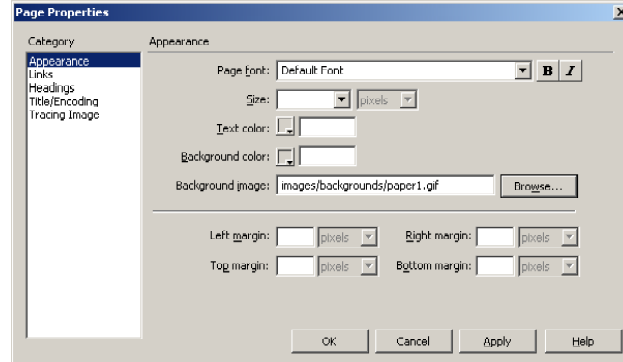 Page Properties
Category
Appearance
Links
Headings
Title/Encoding
Tracing Image
Appearance
Page font: Default Font B I
Size: pixels
Text color:
Background color:
Background image: images/backgrounds/paper1.gif Browse...
Left margin: pixels Right margin: pixels
Top margin: pixels Bottom margin: pixels
OK Cancel Apply Help